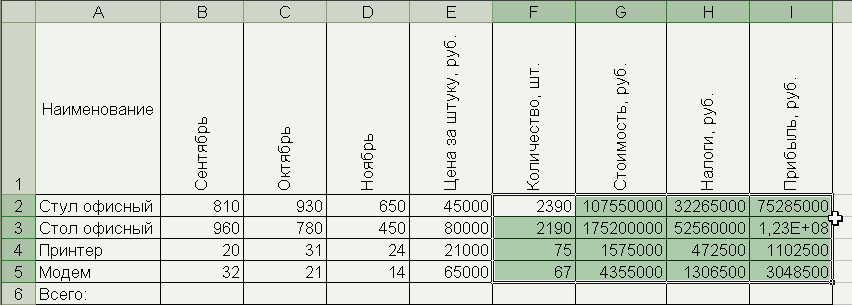 A B C D E F G H I
1 Наименование Сентябрь Октябрь Ноябрь Цена за штуку, руб. Количество, шт. Стоимость, руб. Налоги, руб. Прибыль, руб.
2 Стул офисный 810 930 650 45000 2390 107550000 32265000 75285000
3 Стол офисный 960 780 450 80000 2190 175200000 52560000 1,23E+08
4 Принтер 20 31 24 21000 75 1575000 472500 1102500
5 Модем 32 21 14 65000 67 4355000 1306500 3048500
6 Всего: